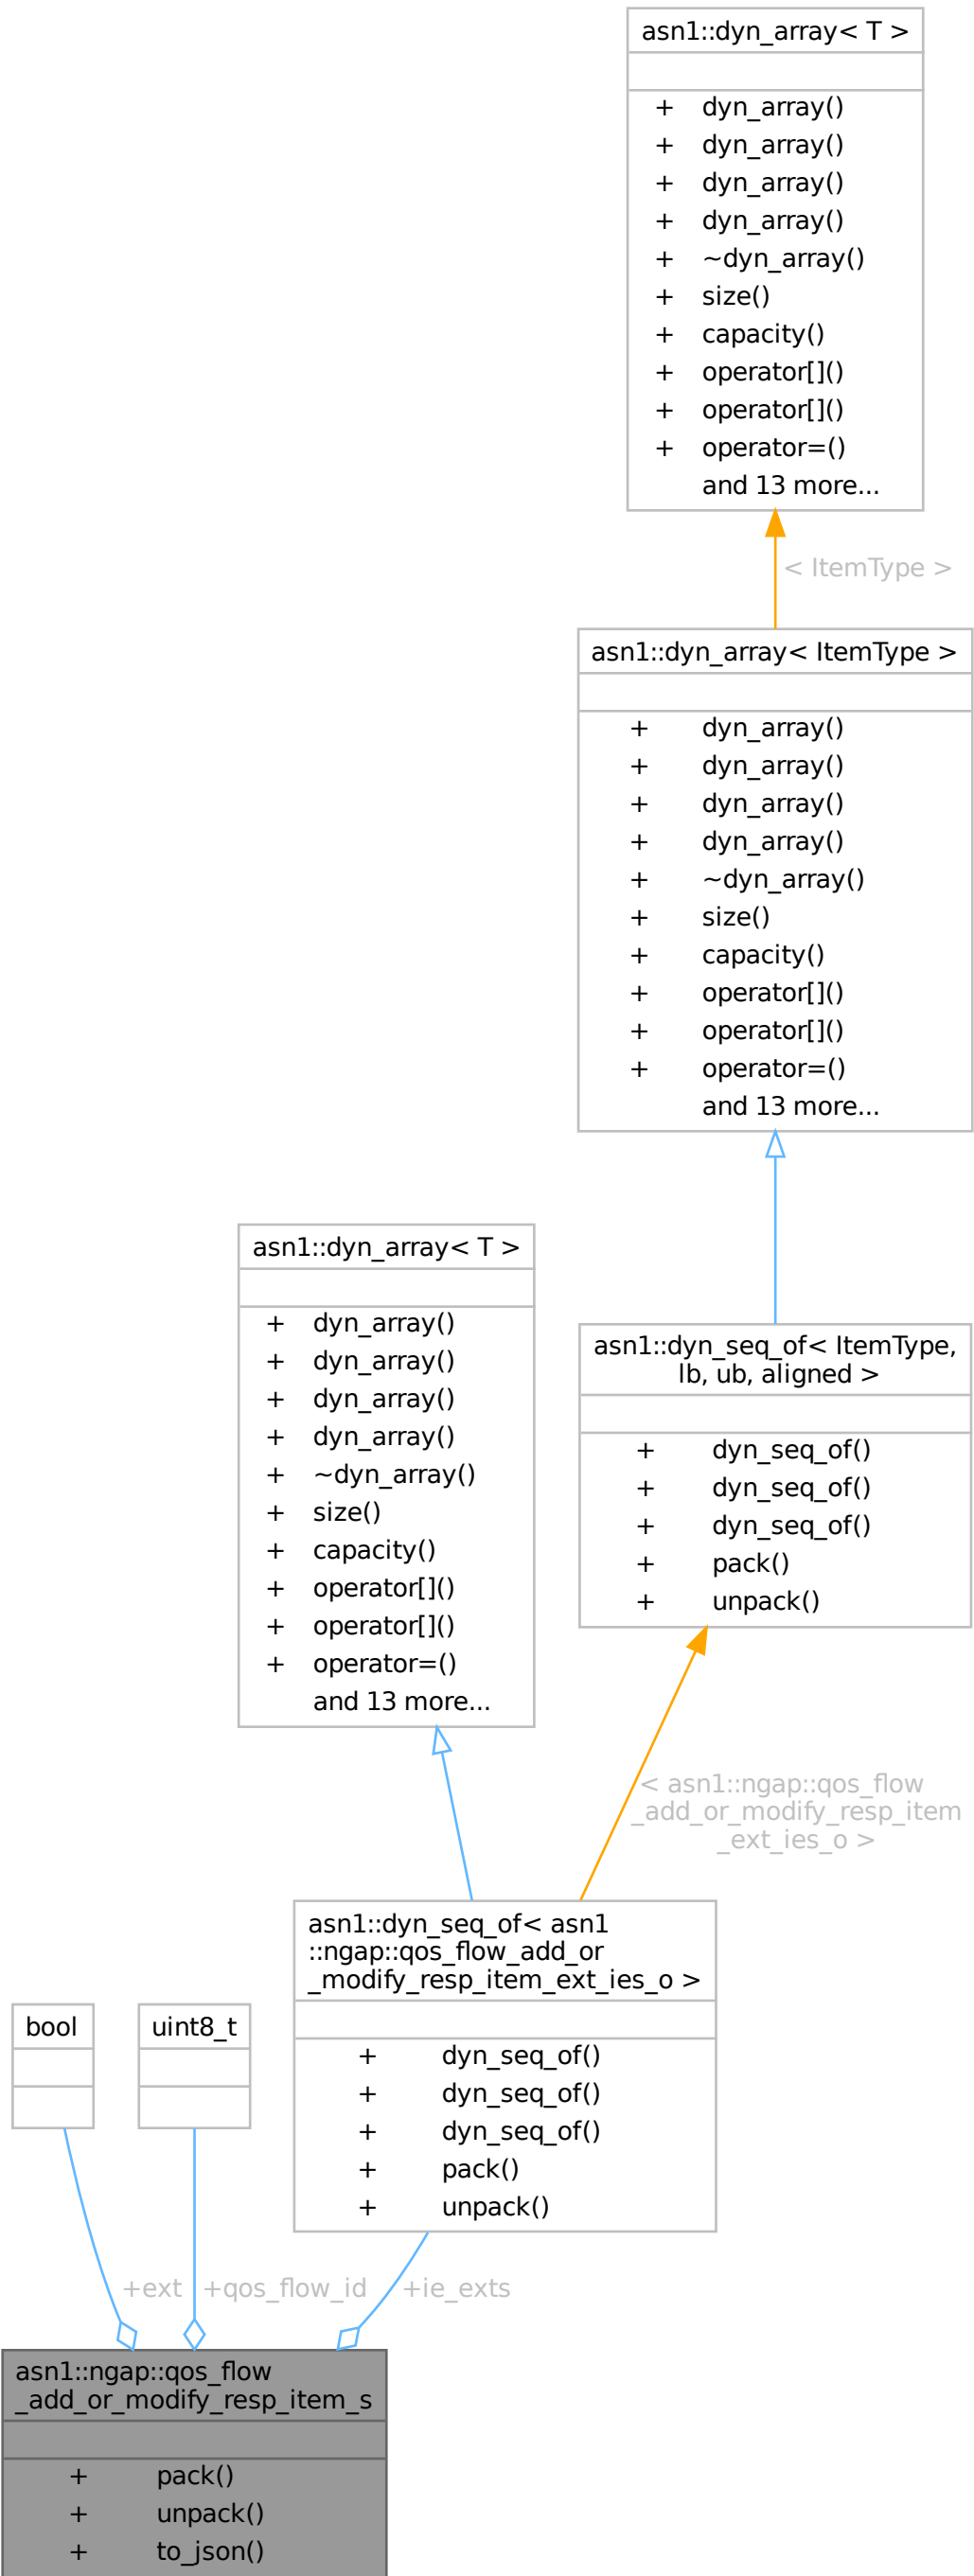 asn1::dyn_array< T >
+ dyn_array()
+ dyn_array()
+ dyn_array()
+ dyn_array()
+ ~dyn_array()
+ size()
+ capacity()
+ operator[]()
+ operator[]()
+ operator=()
and 13 more...
< ItemType >
asn1::dyn_array< ItemType >
+ dyn_array()
+ dyn_array()
+ dyn_array()
+ dyn_array()
+ ~dyn_array()
+ size()
+ capacity()
+ operator[]()
+ operator[]()
+ operator=()
and 13 more...
asn1::dyn_array< T >
+ dyn_array()
+ dyn_array()
+ dyn_array()
+ dyn_array()
+ ~dyn_array()
+ size()
+ capacity()
+ operator[]()
+ operator[]()
+ operator=()
and 13 more...
asn1::dyn_seq_of< ItemType,
lb, ub, aligned >
+ dyn_seq_of()
+ dyn_seq_of()
+ dyn_seq_of()
+ pack()
+ unpack()
< asn1::ngap::qos_flow
_add_or_modify_resp_item
_ext_ies_o >
asn1::dyn_seq_of< asn1
::ngap::qos_flow_add_or
_modify_resp_item_ext_ies_o >
+ dyn_seq_of()
+ dyn_seq_of()
+ dyn_seq_of()
+ pack()
+ unpack()
bool
uint8_t
+ext
+qos_flow_id
+ie_exts
asn1::ngap::qos_flow
_add_or_modify_resp_item_s
+ pack()
+ unpack()
+ to_json()